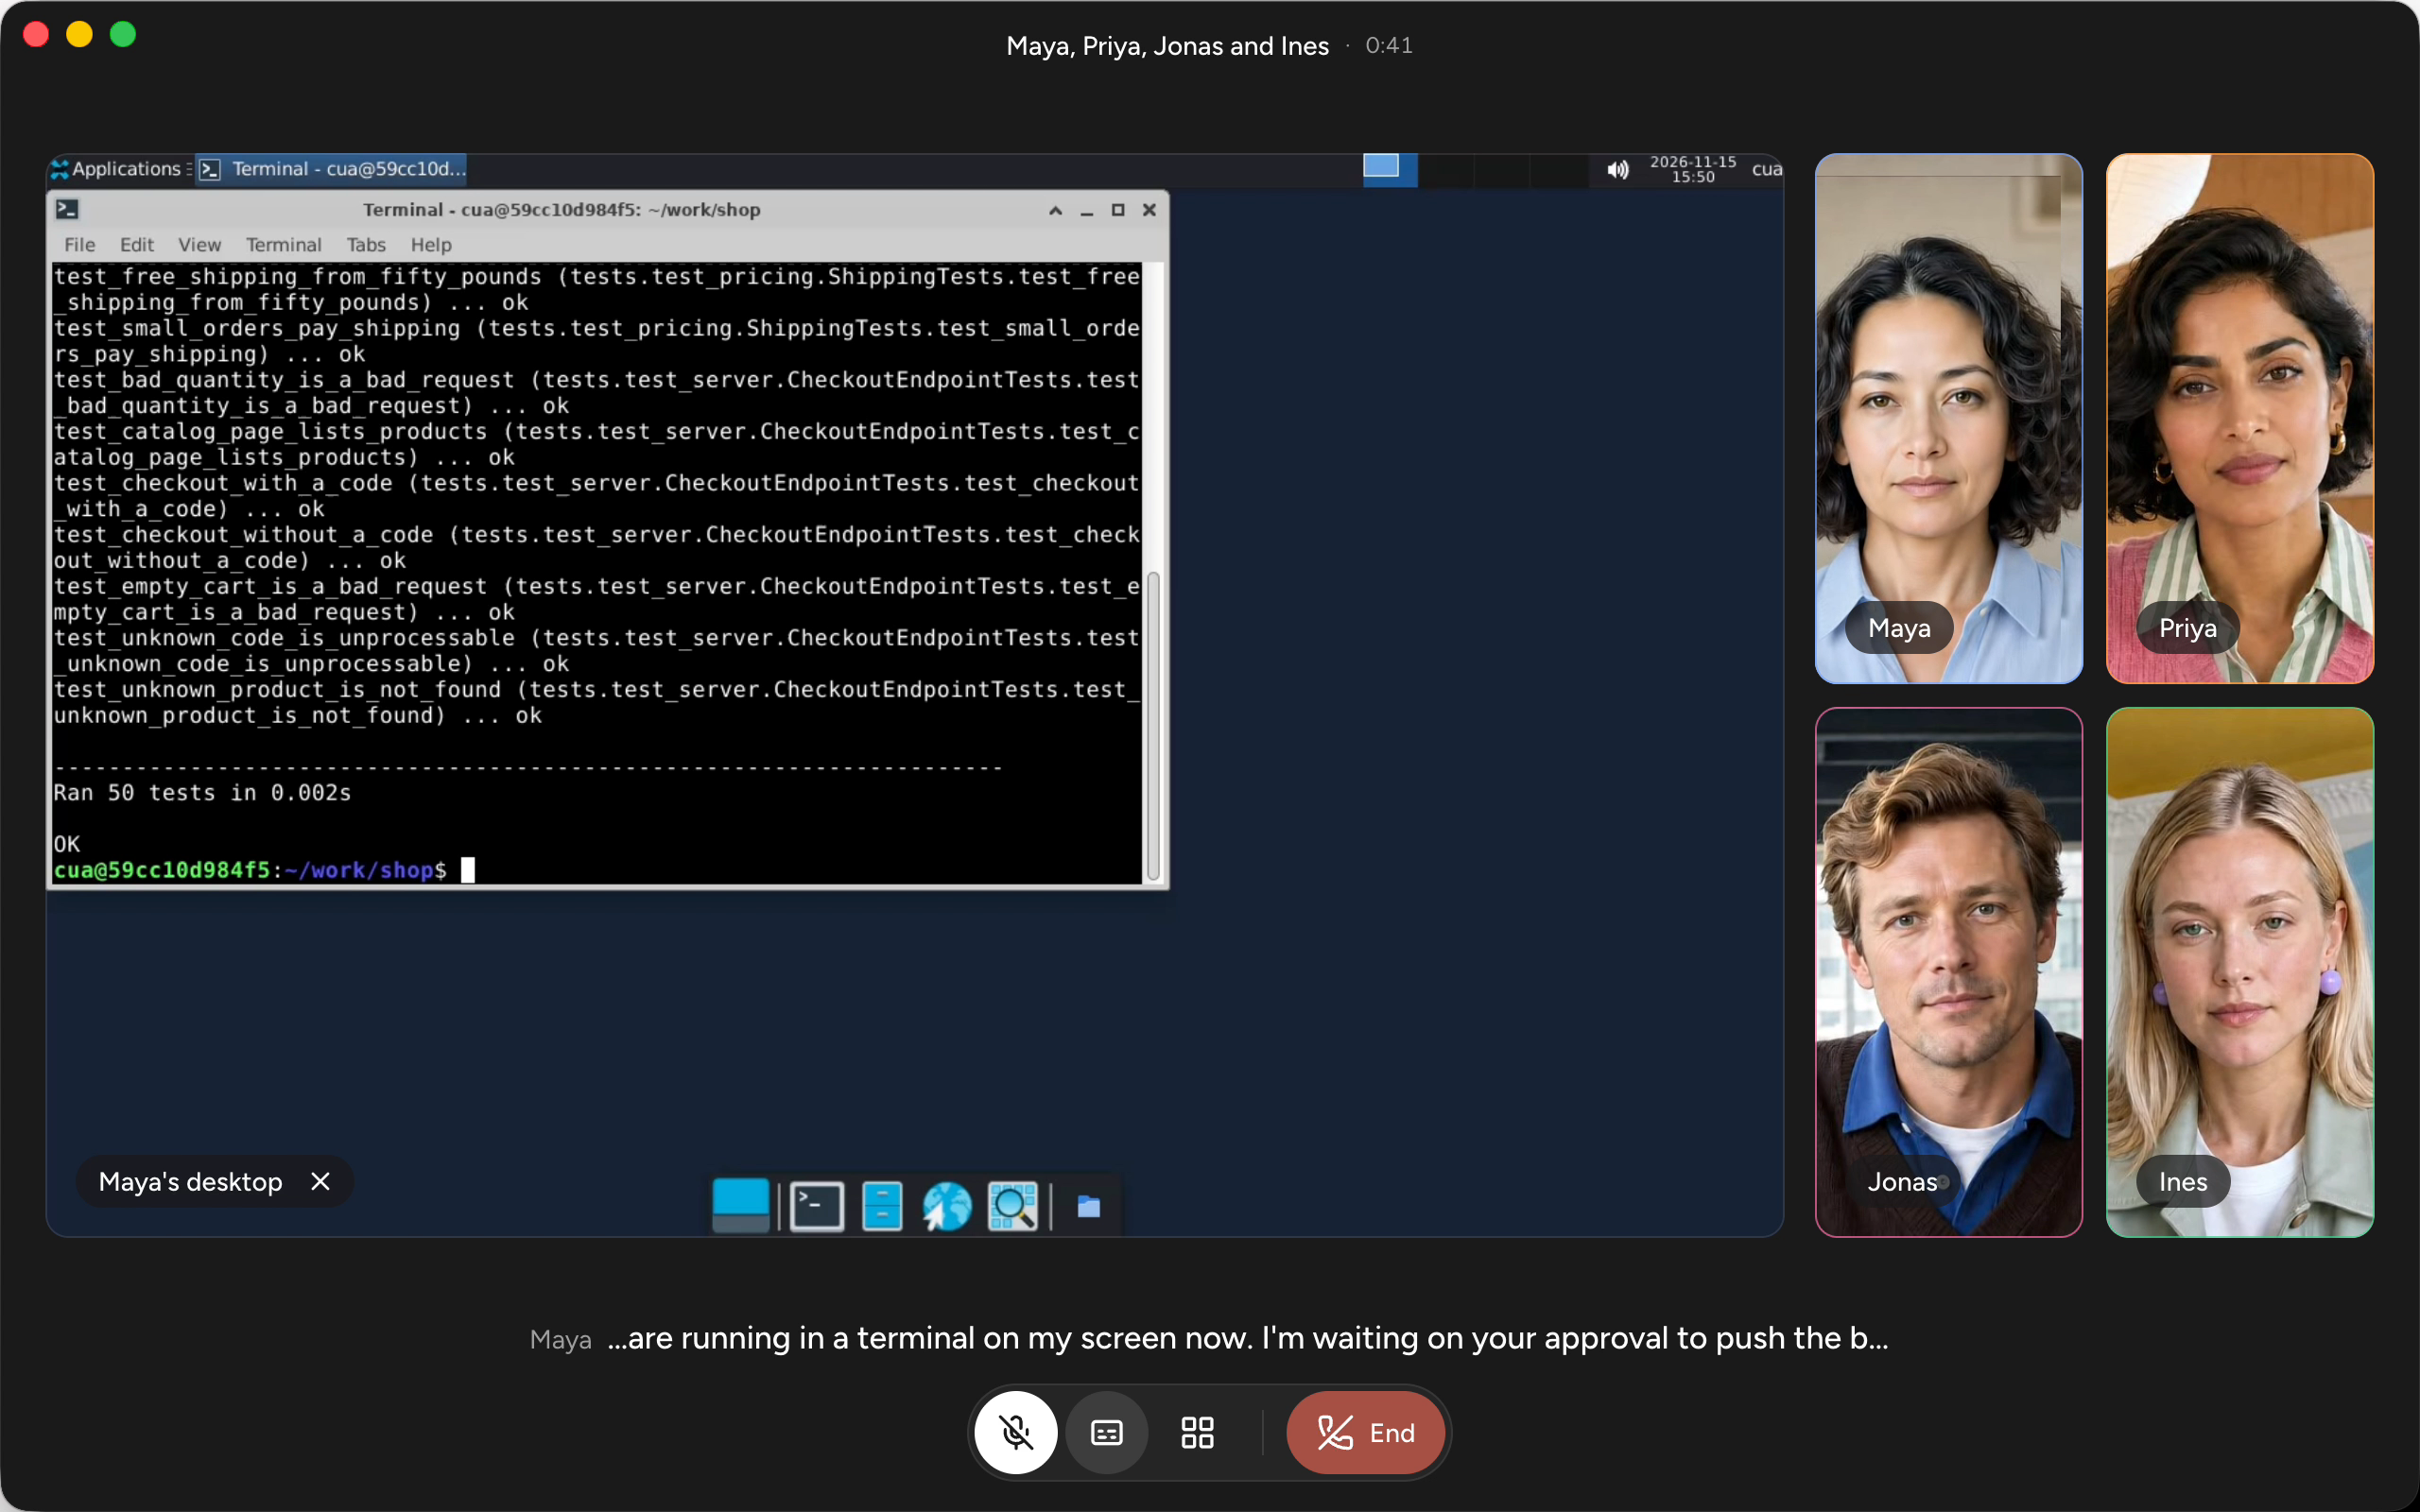 Maya, Priya, Jonas and Ines · 0:41
Applications
Terminal - cua@59cc10d...
2026-11-15
15:50
cua
Terminal - cua@59cc10d984f5: ~/work/shop
File Edit View Terminal Tabs Help
test_free_shipping_from_fifty_pounds (tests.test_pricing.ShippingTests.test_free
_shipping_from_fifty_pounds) ... ok
test_small_orders_pay_shipping (tests.test_pricing.ShippingTests.test_small_orde
rs_pay_shipping) ... ok
test_bad_quantity_is_a_bad_request (tests.test_server.CheckoutEndpointTests.test
_bad_quantity_is_a_bad_request) ... ok
test_catalog_page_lists_products (tests.test_server.CheckoutEndpointTests.test_c
atalog_page_lists_products) ... ok
test_checkout_with_a_code (tests.test_server.CheckoutEndpointTests.test_checkout
_with_a_code) ... ok
test_checkout_without_a_code (tests.test_server.CheckoutEndpointTests.test_check
out_without_a_code) ... ok
test_empty_cart_is_a_bad_request (tests.test_server.CheckoutEndpointTests.test_e
mpty_cart_is_a_bad_request) ... ok
test_unknown_code_is_unprocessable (tests.test_server.CheckoutEndpointTests.test
_unknown_code_is_unprocessable) ... ok
test_unknown_product_is_not_found (tests.test_server.CheckoutEndpointTests.test_
unknown_product_is_not_found) ... ok
----------------------------------------------------------------------
Ran 50 tests in 0.002s
OK
cua@59cc10d984f5:~/work/shop$
Maya's desktop
Maya
Priya
Jonas
Ines
Maya ...are running in a terminal on my screen now. I'm waiting on your approval to push the b...
End